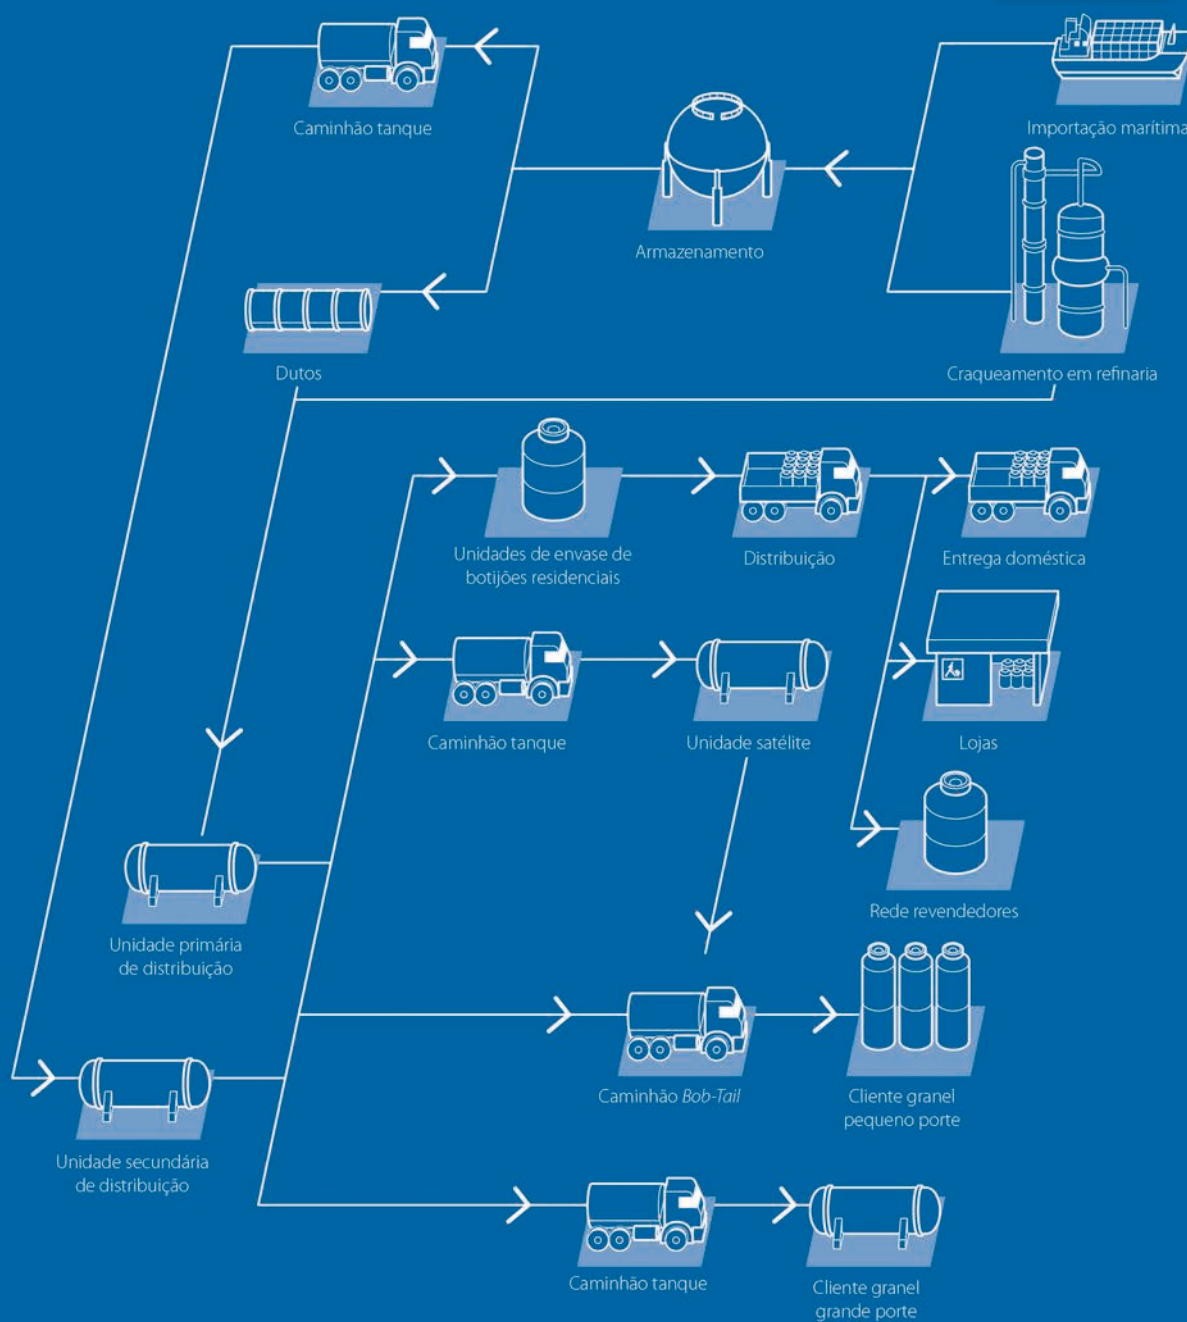 Caminhão tanque
Importação marítima
Armazenamento
Dutos
Craqueamento em refinaria
Unidades de envase de
botijões residenciais
Distribuição
Entrega doméstica
Caminhão tanque
Unidade satélite
Lojas
Rede revendedores
Unidade primária
de distribuição
Caminhão Bob-Tail
Cliente granel
pequeno porte
Unidade secundária
de distribuição
Caminhão tanque
Cliente granel
grande porte